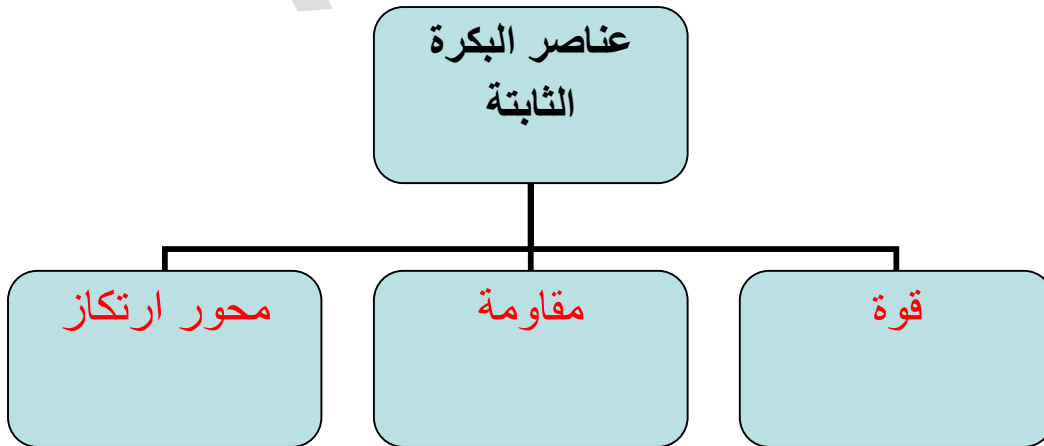 عناصر البكرة
الثابتة
قوة
مقاومة
محور ارتكاز